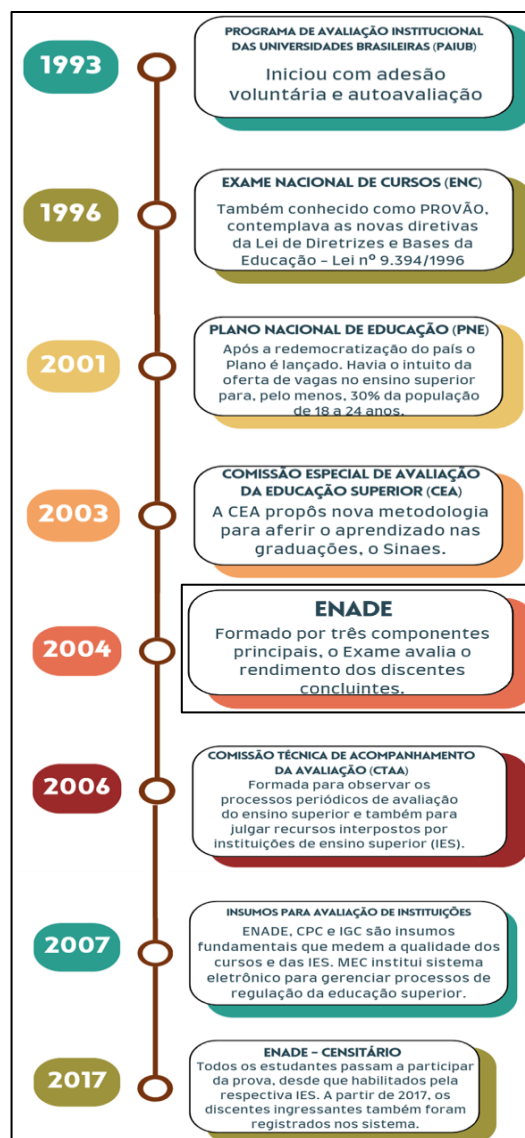 1993
PROGRAMA DE AVALIAÇÃO INSTITUCIONAL
DAS UNIVERSIDADES BRASILEIRAS (PAIUB)
Iniciou com adesão
voluntária e autoavaliação
1996
EXAME NACIONAL DE CURSOS (ENC)
Também conhecido como PROVÃO,
contemplava as novas diretivas
da Lei de Diretrizes e Bases da
Educação - Lei nº 9.394/1996
2001
PLANO NACIONAL DE EDUCAÇÃO (PNE)
Após a redemocratização do país o
Plano é lançado. Havia o intuito da
oferta de vagas no ensino superior
para, pelo menos, 30% da população
de 18 a 24 anos.
2003
COMISSÃO ESPECIAL DE AVALIAÇÃO
DA EDUCAÇÃO SUPERIOR (CEA)
A CEA propôs nova metodologia
para aferir o aprendizado nas
graduações, o Sinaes.
2004
ENADE
Formado por três componentes
principais, o Exame avalia o
rendimento dos discentes
concluintes.
2006
COMISSÃO TÉCNICA DE ACOMPANHAMENTO
DA AVALIAÇÃO (CTAA)
Formada para observar os
processos periódicos de avaliação
do ensino superior e também para
julgar recursos interpostos por
instituições de ensino superior (IES).
2007
INSUMOS PARA AVALIAÇÃO DE INSTITUIÇÕES
ENADE, CPC e IGC são insumos
fundamentais que medem a qualidade dos
cursos e das IES. MEC institui sistema
eletrônico para gerenciar processos de
regulação da educação superior.
2017
ENADE - CENSITÁRIO
Todos os estudantes passam a participar
da prova, desde que habilitados pela
respectiva IES. A partir de 2017, os
discentes ingressantes também foram
registrados nos sistema.